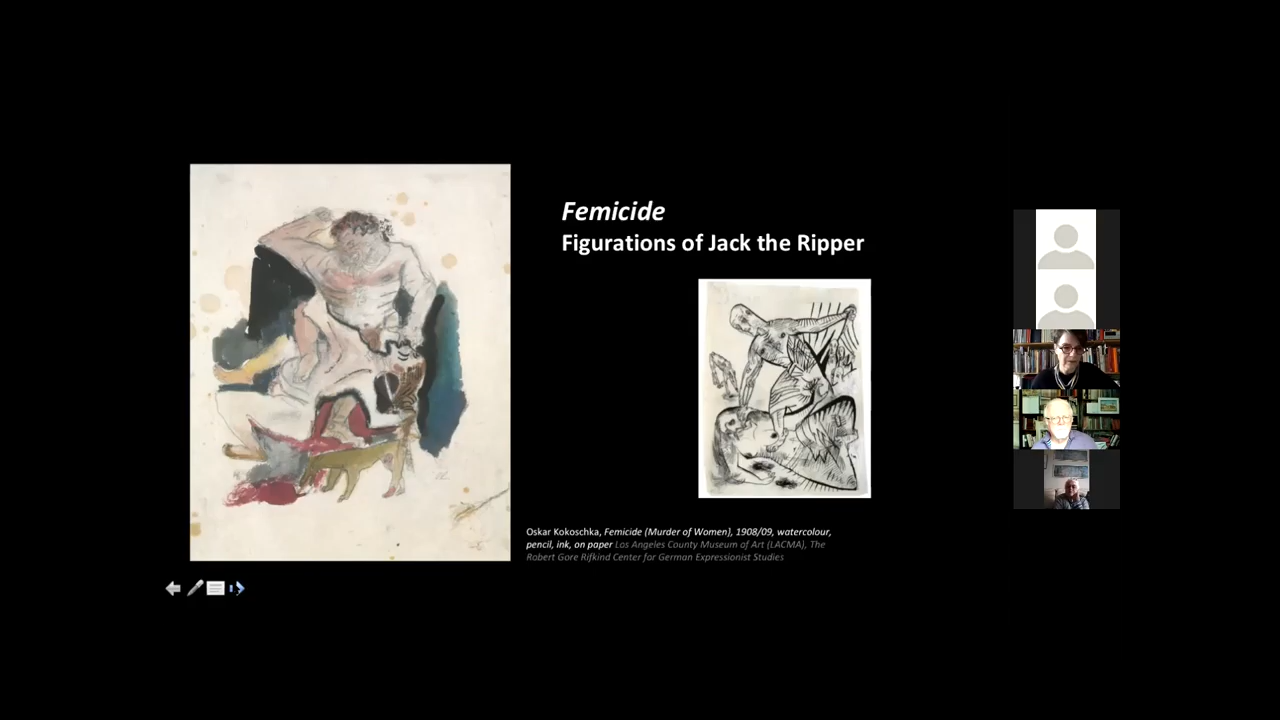 Femicide
Figurations of Jack the Ripper
Oskar Kokoschka, Femicide (Murder of Women), 1908/09, watercolour,
pencil, ink, on paper Los Angeles County Museum of Art (LACMA), The
Robert Gore Rifkind Center for German Expressionist Studies